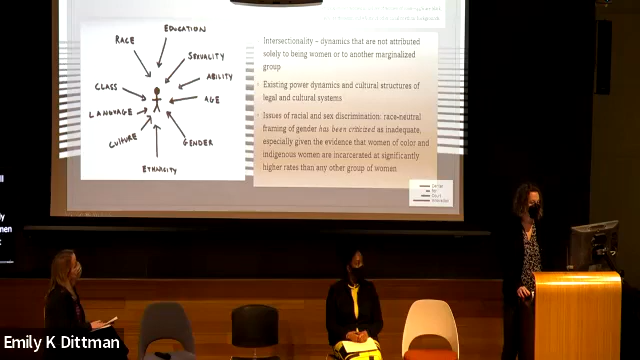 EDUCATION
RACE
SEXUALITY
ABILITY
CLASS
AGE
LANGUAGE
CULTURE
GENDER
ETHNICITY
Intersectionality – dynamics that are not attributed
solely to being women or to another marginalized
group
Existing power dynamics and cultural structures of
legal and cultural systems
Issues of racial and sex discrimination: race-neutral
framing of gender has been criticized as inadequate,
especially given the evidence that women of color and
indigenous women are incarcerated at significantly
higher rates than any other group of women
Center
for
Court
Innovation
Emily K Dittman